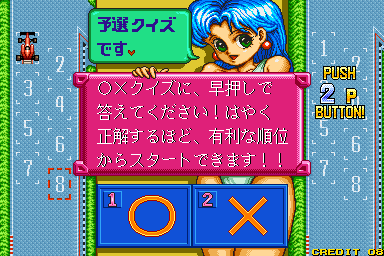 予選クイズ
です♥
○×クイズに、早押しで
答えてください！はやく
正解するほど、有利な順位
からスタートできます！！
1 ○ 2 ×
PUSH
2 P
BUTTON!
2
3
4
5
6
7
8
1
2
3
4
5
6
7
8
CREDIT 08